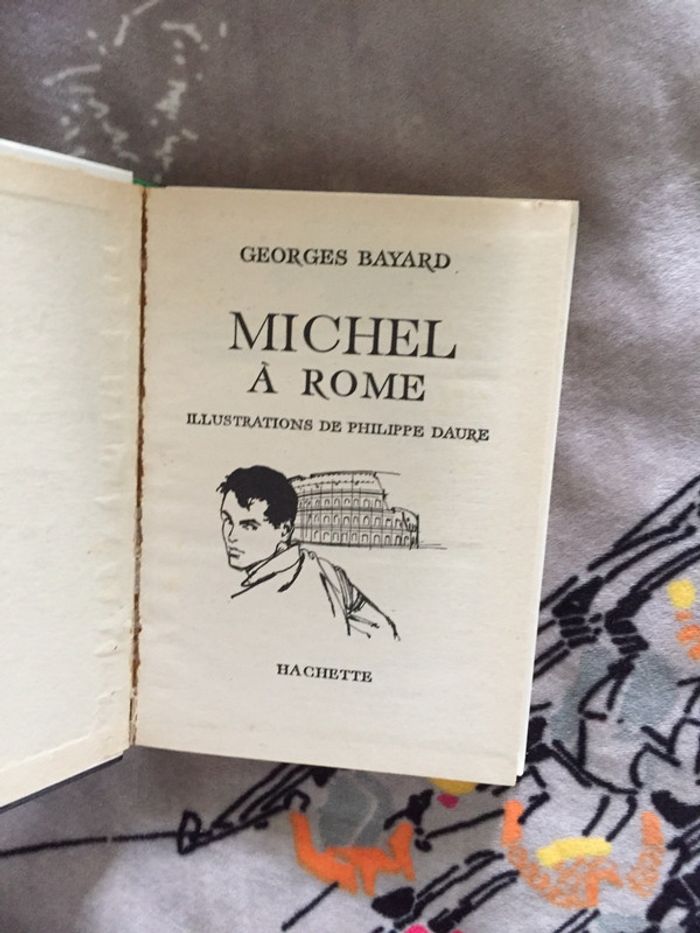 GEORGES BAYARD
MICHEL
À ROME
ILLUSTRATIONS DE PHILIPPE DAURE
HACHETTE